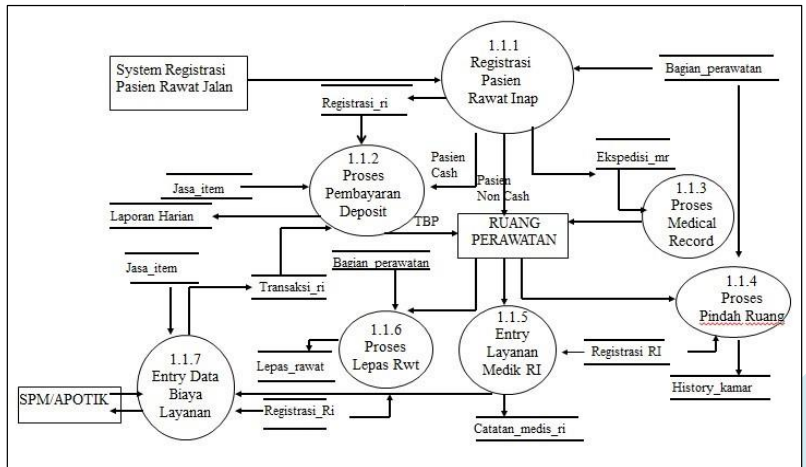 1.1.1
Registrasi
Pasien
Rawat Inap
System Registrasi
Pasien Rawat Jalan
Bagian_perawatan
Registrasi_ri
1.1.2
Proses
Pembayaran
Deposit
Pasien
Cash
Pasien
Non Cash
Ekspedisi_mr
1.1.3
Proses
Medical
Record
Jasa_item
Laporan Harian
TBP
RUANG
PERAWATAN
Jasa_item
Transaksi_ri
Bagian_perawatan
1.1.4
Proses
Pindah Ruang
1.1.5
Entry
Layanan
Medik RI
1.1.6
Proses
Lepas Rwt
Registrasi RI
1.1.7
Entry Data
Biaya
Layanan
Lepas_rawat
History_kamar
SPM/APOTIK
Registrasi_Ri
Catatan_medis_ri